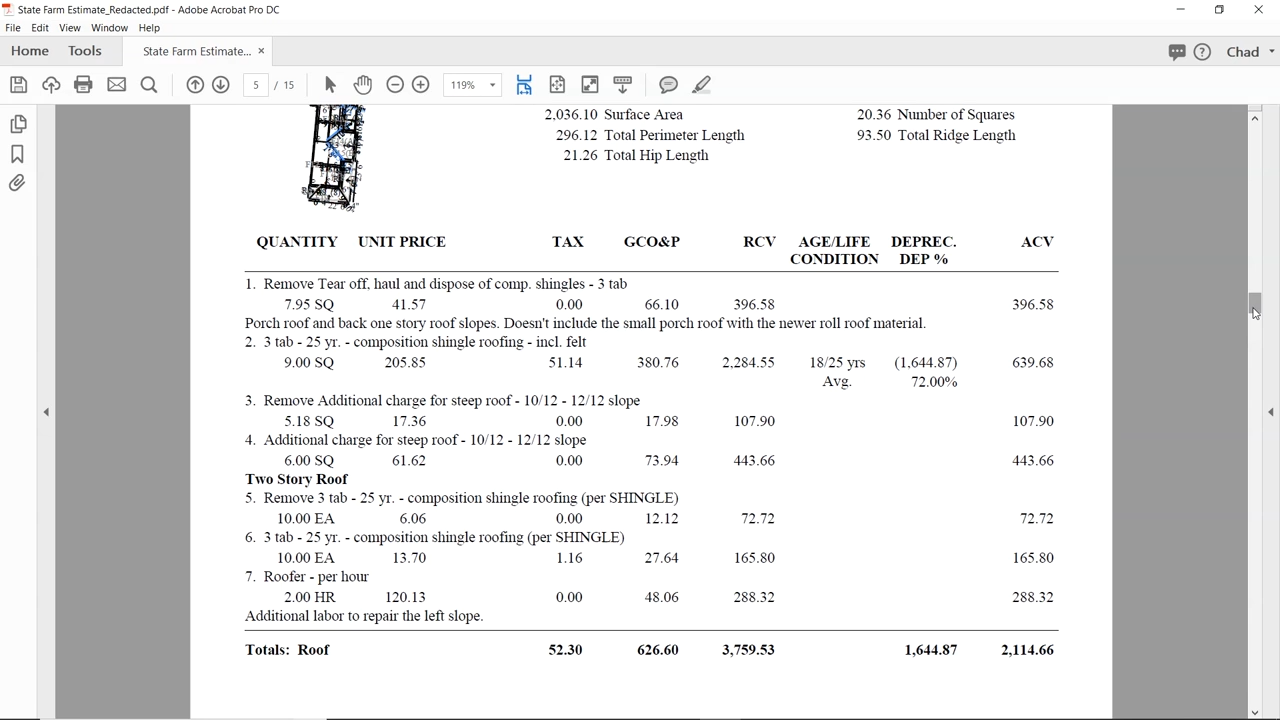 State Farm Estimate_Redacted.pdf - Adobe Acrobat Pro DC
File Edit View Window Help
Home Tools State Farm Estimate... × Chad
5 / 15 119%
2,036.10 Surface Area 20.36 Number of Squares
296.12 Total Perimeter Length 93.50 Total Ridge Length
21.26 Total Hip Length
QUANTITY UNIT PRICE TAX GCO&P RCV AGE/LIFE DEPREC. ACV
CONDITION DEP %
1. Remove Tear off, haul and dispose of comp. shingles - 3 tab
7.95 SQ 41.57 0.00 66.10 396.58 396.58
Porch roof and back one story roof slopes. Doesn't include the small porch roof with the newer roll roof material.
2. 3 tab - 25 yr. - composition shingle roofing - incl. felt
9.00 SQ 205.85 51.14 380.76 2,284.55 18/25 yrs (1,644.87) 639.68
Avg. 72.00%
3. Remove Additional charge for steep roof - 10/12 - 12/12 slope
5.18 SQ 17.36 0.00 17.98 107.90 107.90
4. Additional charge for steep roof - 10/12 - 12/12 slope
6.00 SQ 61.62 0.00 73.94 443.66 443.66
Two Story Roof
5. Remove 3 tab - 25 yr. - composition shingle roofing (per SHINGLE)
10.00 EA 6.06 0.00 12.12 72.72 72.72
6. 3 tab - 25 yr. - composition shingle roofing (per SHINGLE)
10.00 EA 13.70 1.16 27.64 165.80 165.80
7. Roofer - per hour
2.00 HR 120.13 0.00 48.06 288.32 288.32
Additional labor to repair the left slope.
Totals: Roof 52.30 626.60 3,759.53 1,644.87 2,114.66